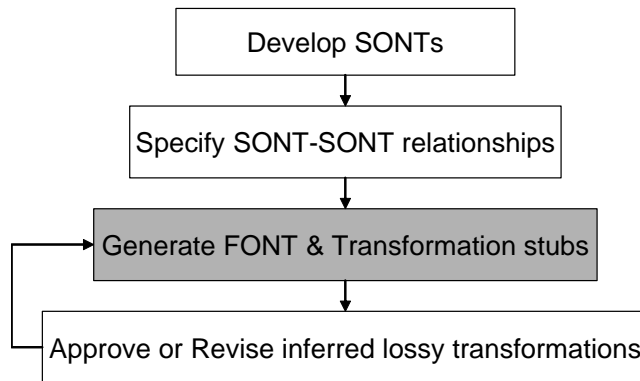 Develop SONTs
Specify SONT-SONT relationships
Generate FONT & Transformation stubs
Approve or Revise inferred lossy transformations